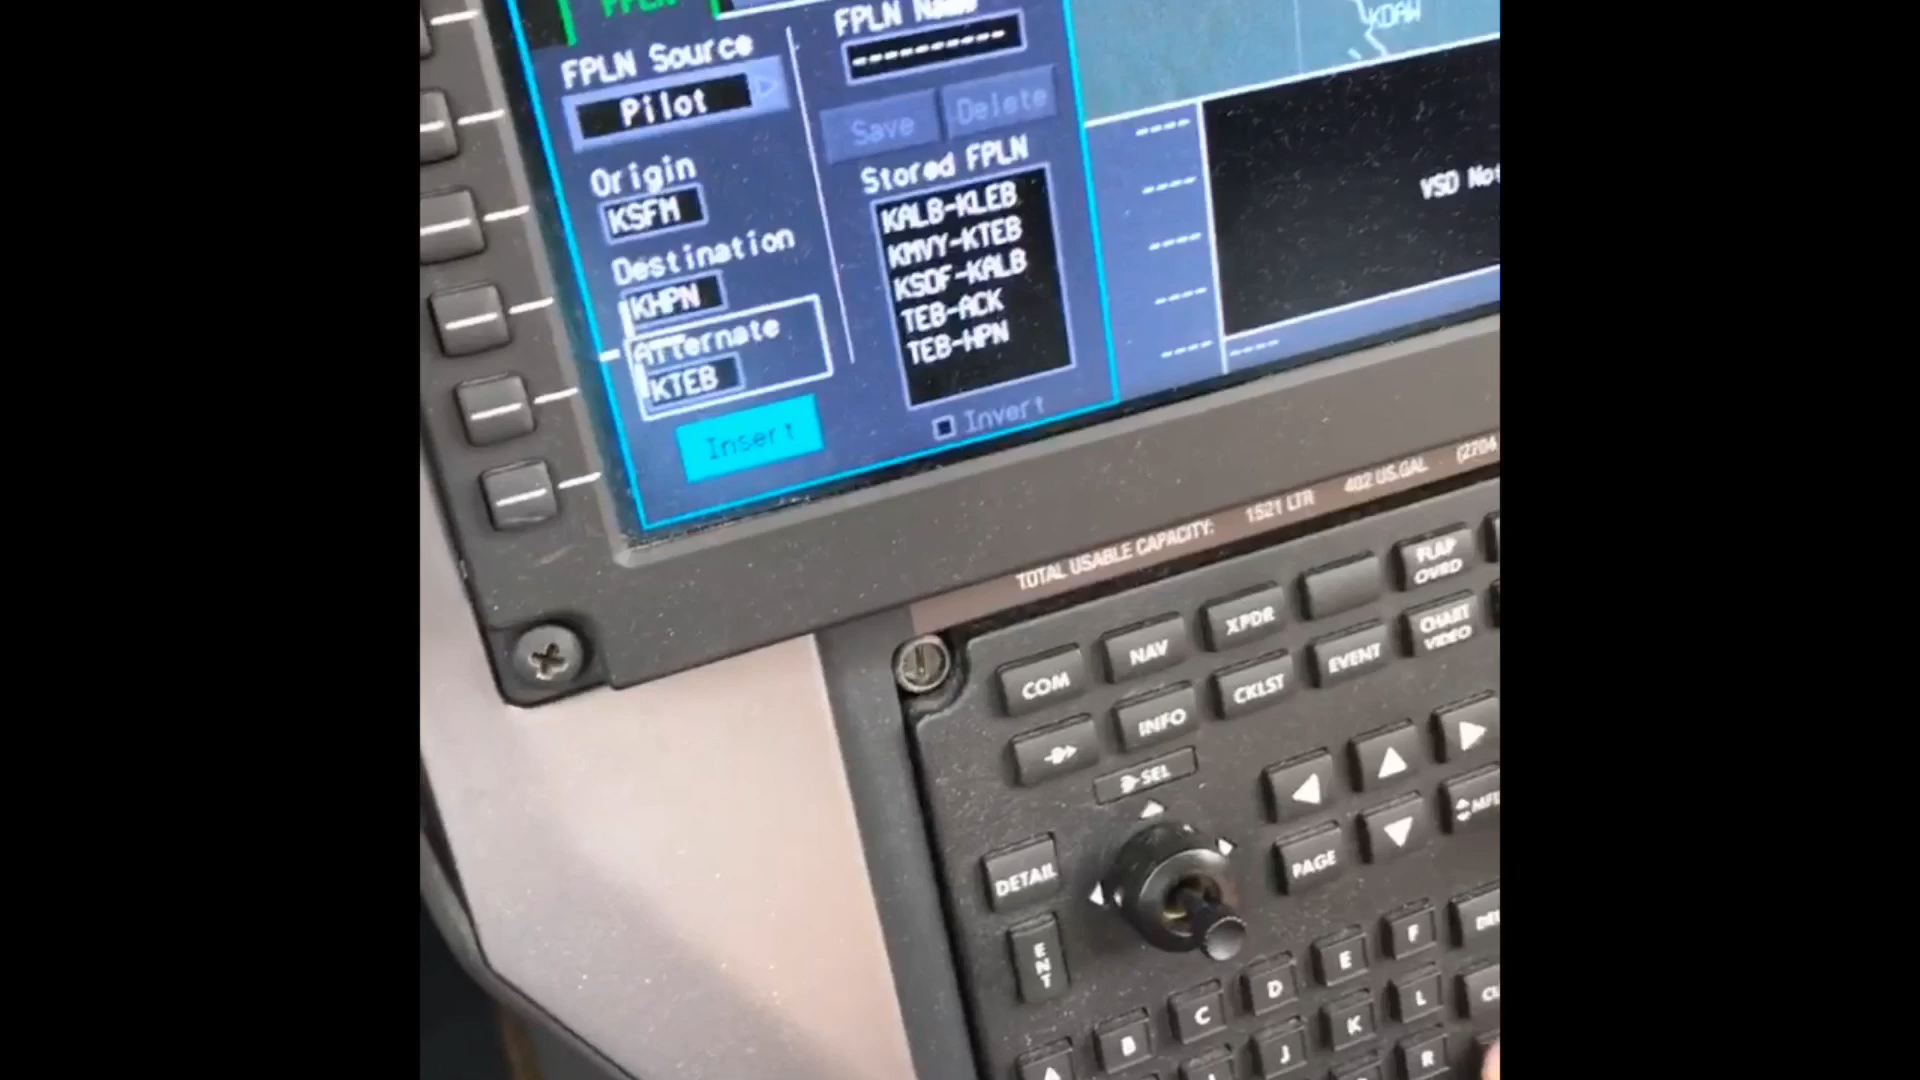 KDAW
FPLN Name
----------
FPLN Source
Pilot
Save
Delete
Origin
KSFM
Destination
KHPN
Alternate
KTEB
Insert
Stored FPLN
KALB-KLEB
KMVY-KTEB
KSDF-KALB
TEB-ACK
TEB-HPN
Invert
----
----
----
----
---- ----
VSD Not
TOTAL USABLE CAPACITY: 1521 LTR 402 US.GAL
FLAP
OVRD
COM
NAV
XPDR
CHART
VIDEO
INFO
CKLST
EVENT
SEL
DETAIL
PAGE
ENT
B
C
D
E
F
J
K
L
R